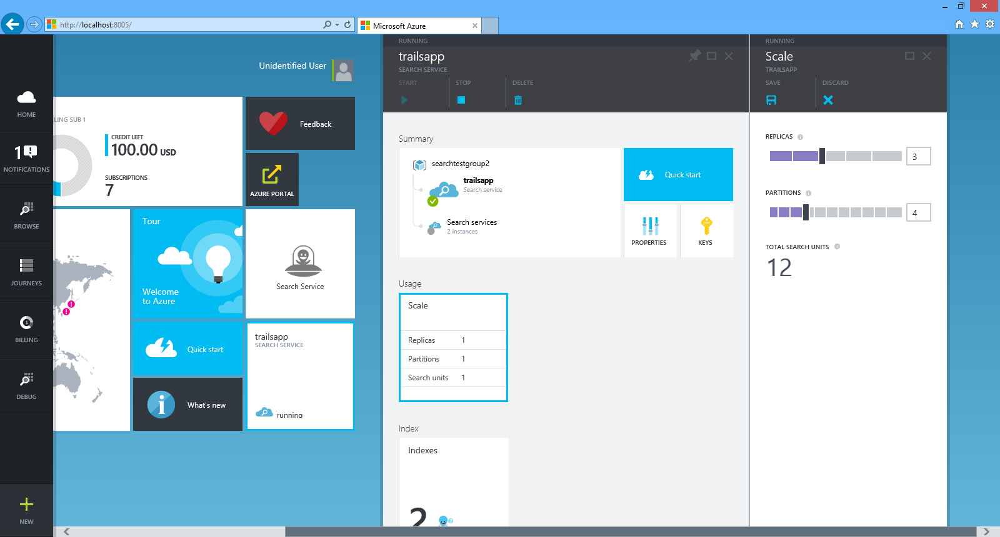 http://localhost:8005/
Microsoft Azure
HOME
1
NOTIFICATIONS
BROWSE
JOURNEYS
BILLING
DEBUG
NEW
Unidentified User
LING SUB 1
CREDIT LEFT
100.00 USD
SUBSCRIPTIONS
7
Feedback
AZURE PORTAL
Tour
Welcome
to Azure
Search Service
Quick start
What's new
trailsapp
SEARCH SERVICE
running
RUNNING
trailsapp
SEARCH SERVICE
START
STOP
DELETE
Summary
searchtestgroup2
trailsapp
Search service
Search services
2 instances
Quick start
PROPERTIES
KEYS
Usage
Scale
Replicas 1
Partitions 1
Search units 1
Index
Indexes
2
RUNNING
Scale
TRAILSAPP
SAVE
DISCARD
REPLICAS
3
PARTITIONS
4
TOTAL SEARCH UNITS
12